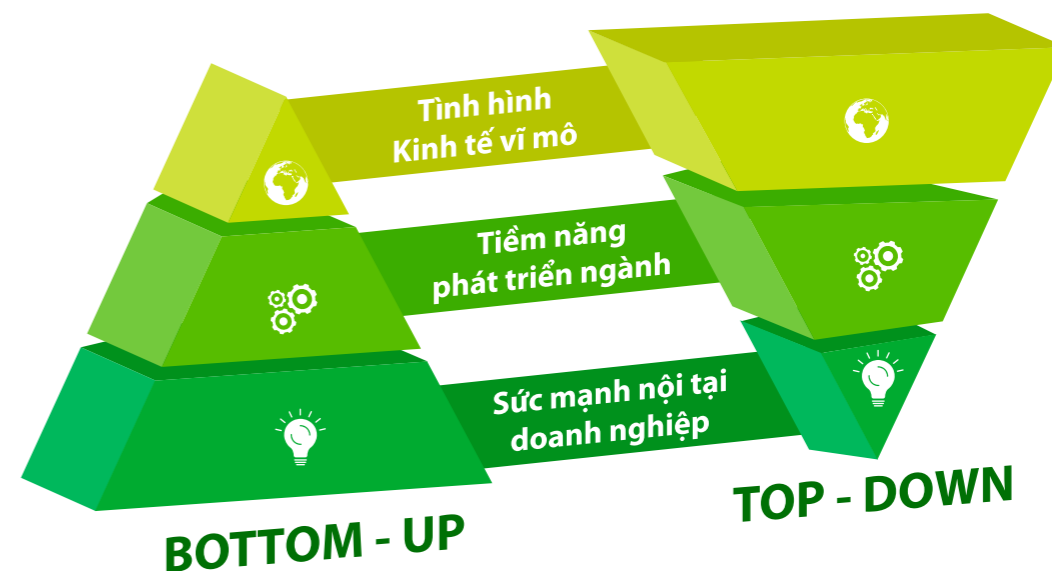 Tình hình
Kinh tế vĩ mô
Tiềm năng
phát triển ngành
Sức mạnh nội tại
doanh nghiệp
BOTTOM - UP
TOP - DOWN